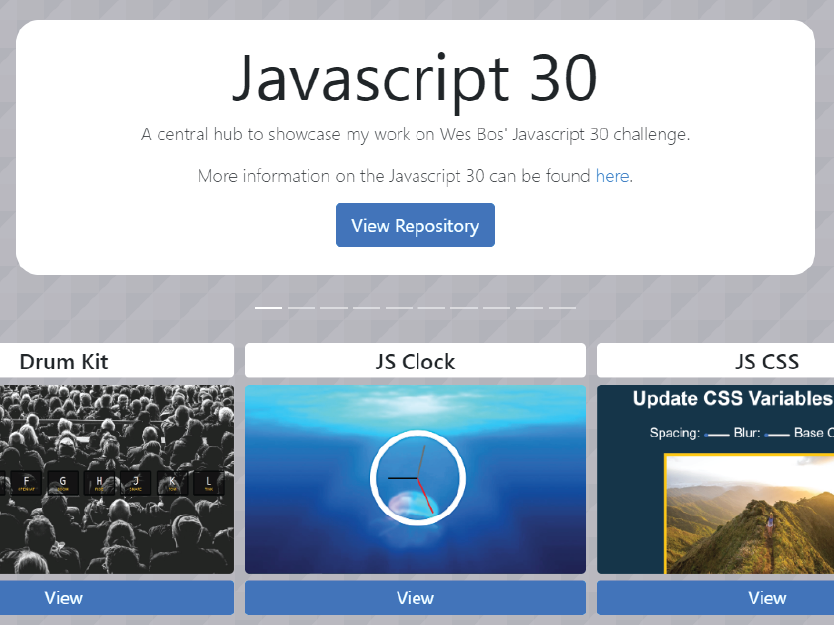 Javascript 30
A central hub to showcase my work on Wes Bos' Javascript 30 challenge.
More information on the Javascript 30 can be found here.
View Repository
Drum Kit
JS Clock
JS CSS
Update CSS Variables
Spacing: Blur: Base
F G H J K L
View
View
View